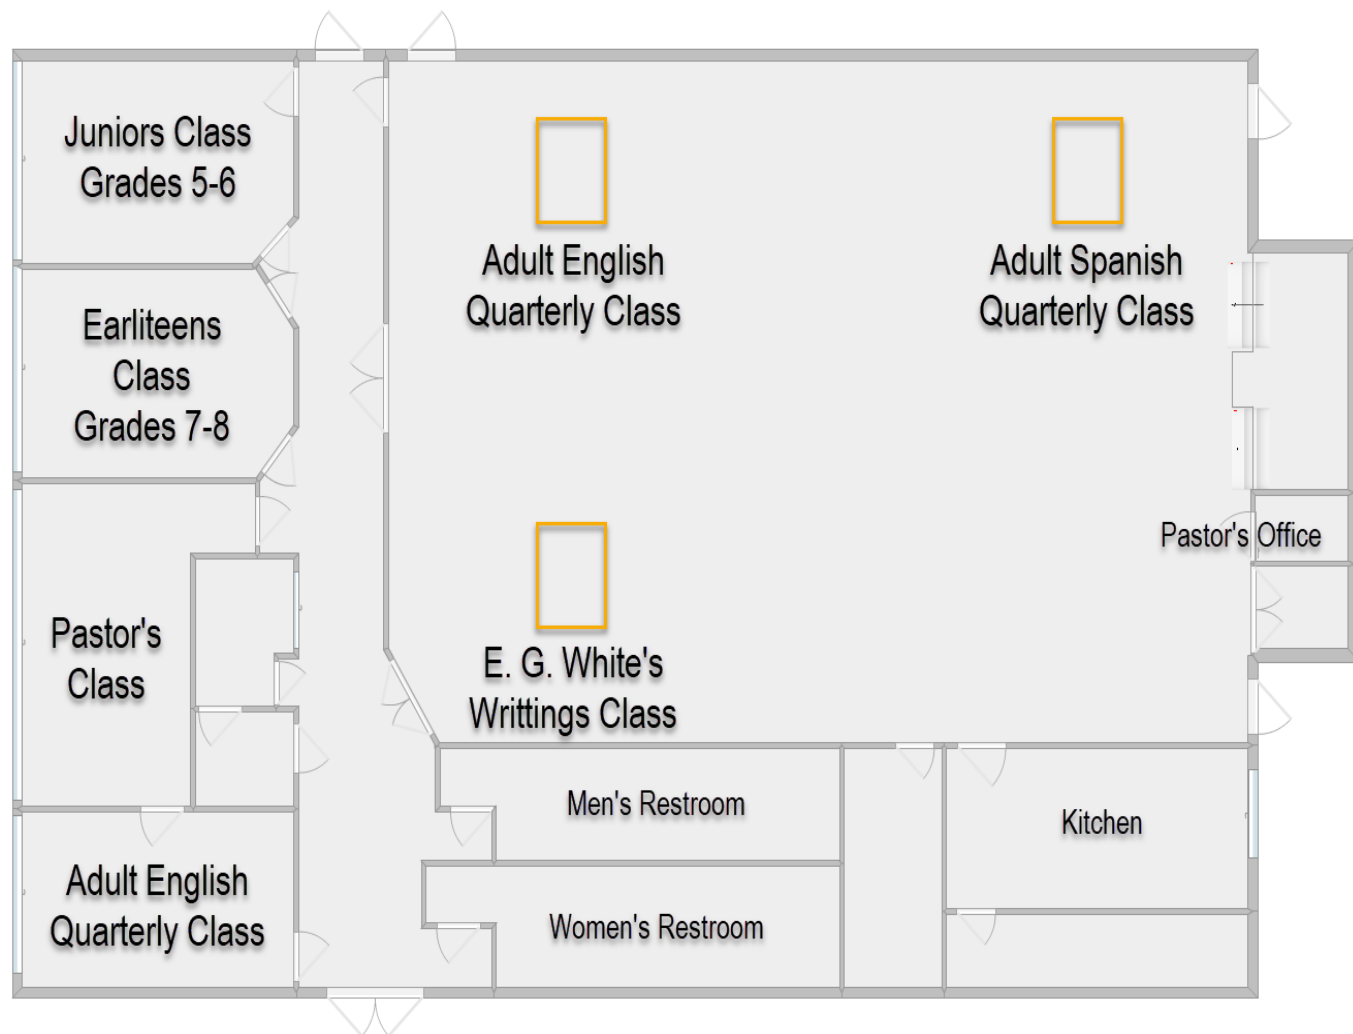 Juniors Class
Grades 5-6
Adult English
Quarterly Class
Adult Spanish
Quarterly Class
Earliteens
Class
Grades 7-8
Pastor's Office
Pastor's
Class
E. G. White's
Writtings Class
Men's Restroom
Kitchen
Adult English
Quarterly Class
Women's Restroom